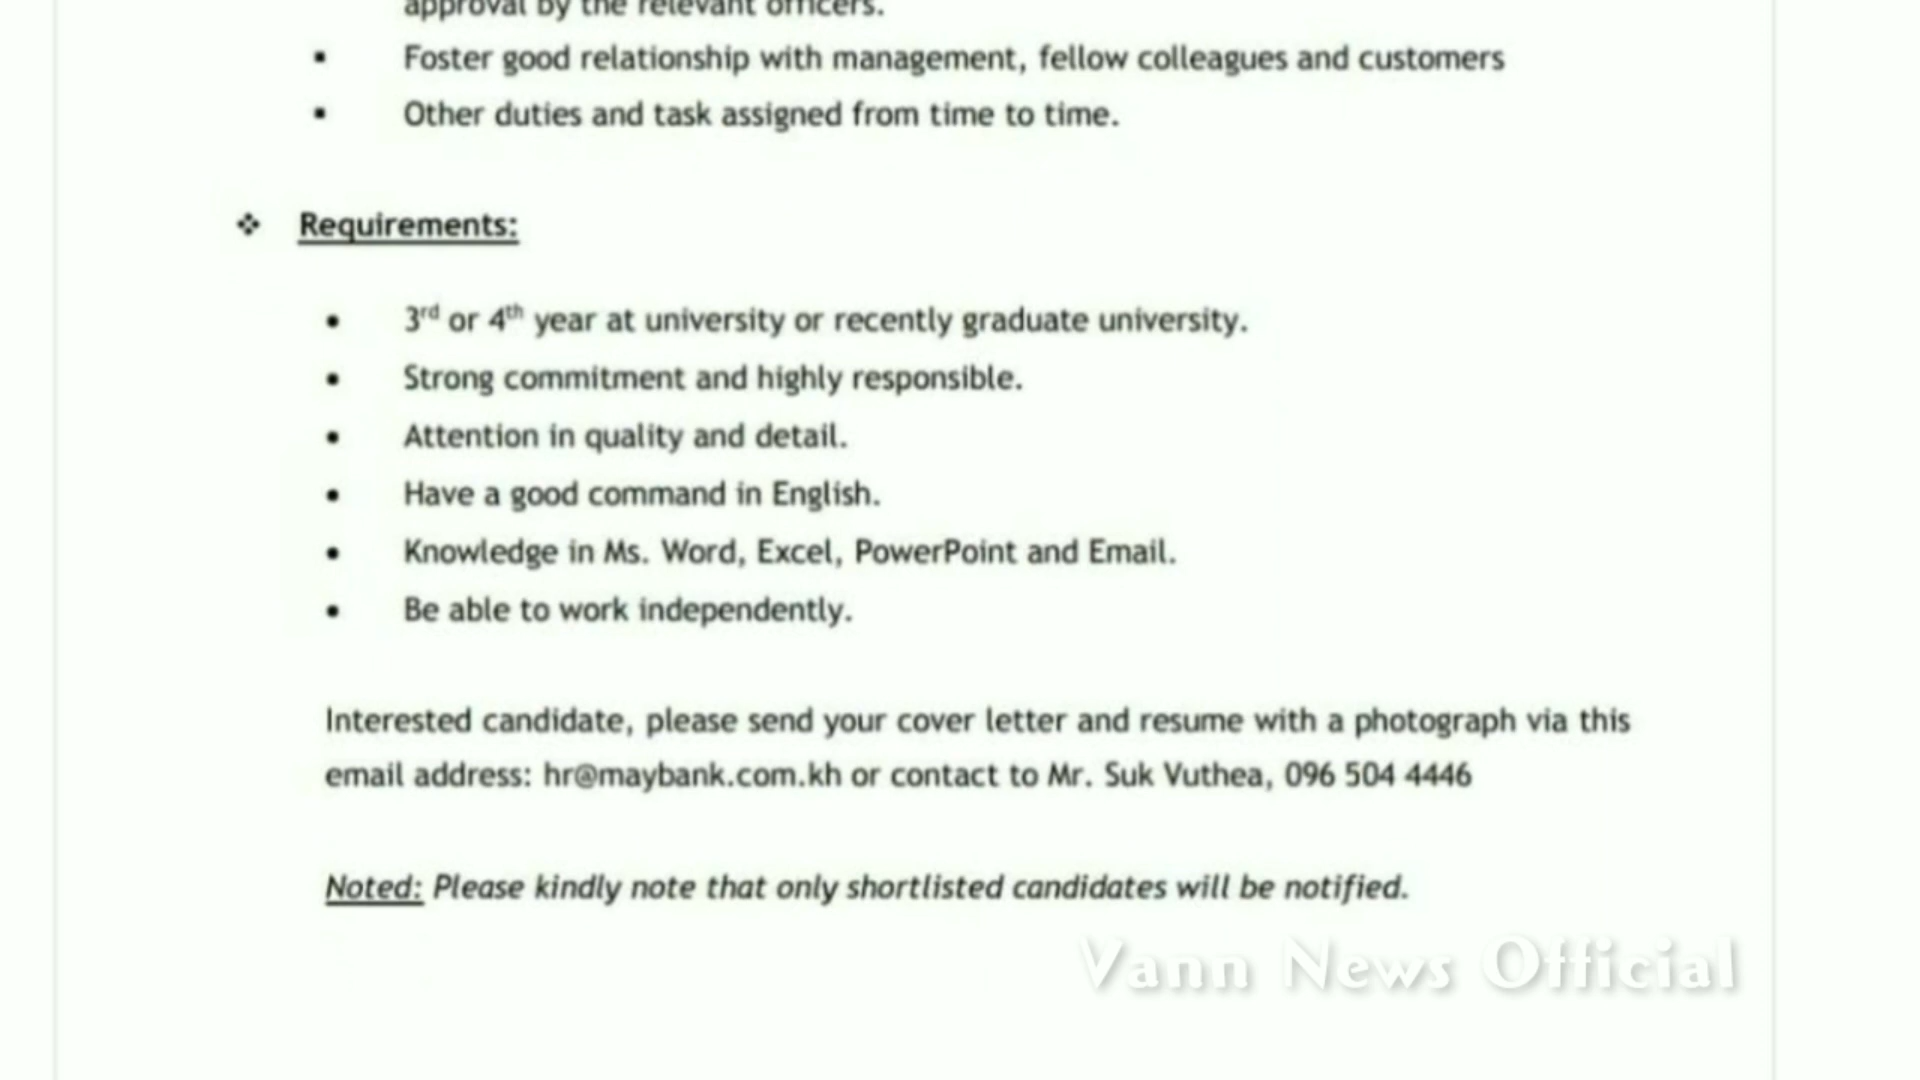 approval by the relevant officers.
▪ Foster good relationship with management, fellow colleagues and customers
▪ Other duties and task assigned from time to time.
❖ Requirements:
• 3rd or 4th year at university or recently graduate university.
• Strong commitment and highly responsible.
• Attention in quality and detail.
• Have a good command in English.
• Knowledge in Ms. Word, Excel, PowerPoint and Email.
• Be able to work independently.
Interested candidate, please send your cover letter and resume with a photograph via this
email address: hr@maybank.com.kh or contact to Mr. Suk Vuthea, 096 504 4446
Noted: Please kindly note that only shortlisted candidates will be notified.
Vann News Official